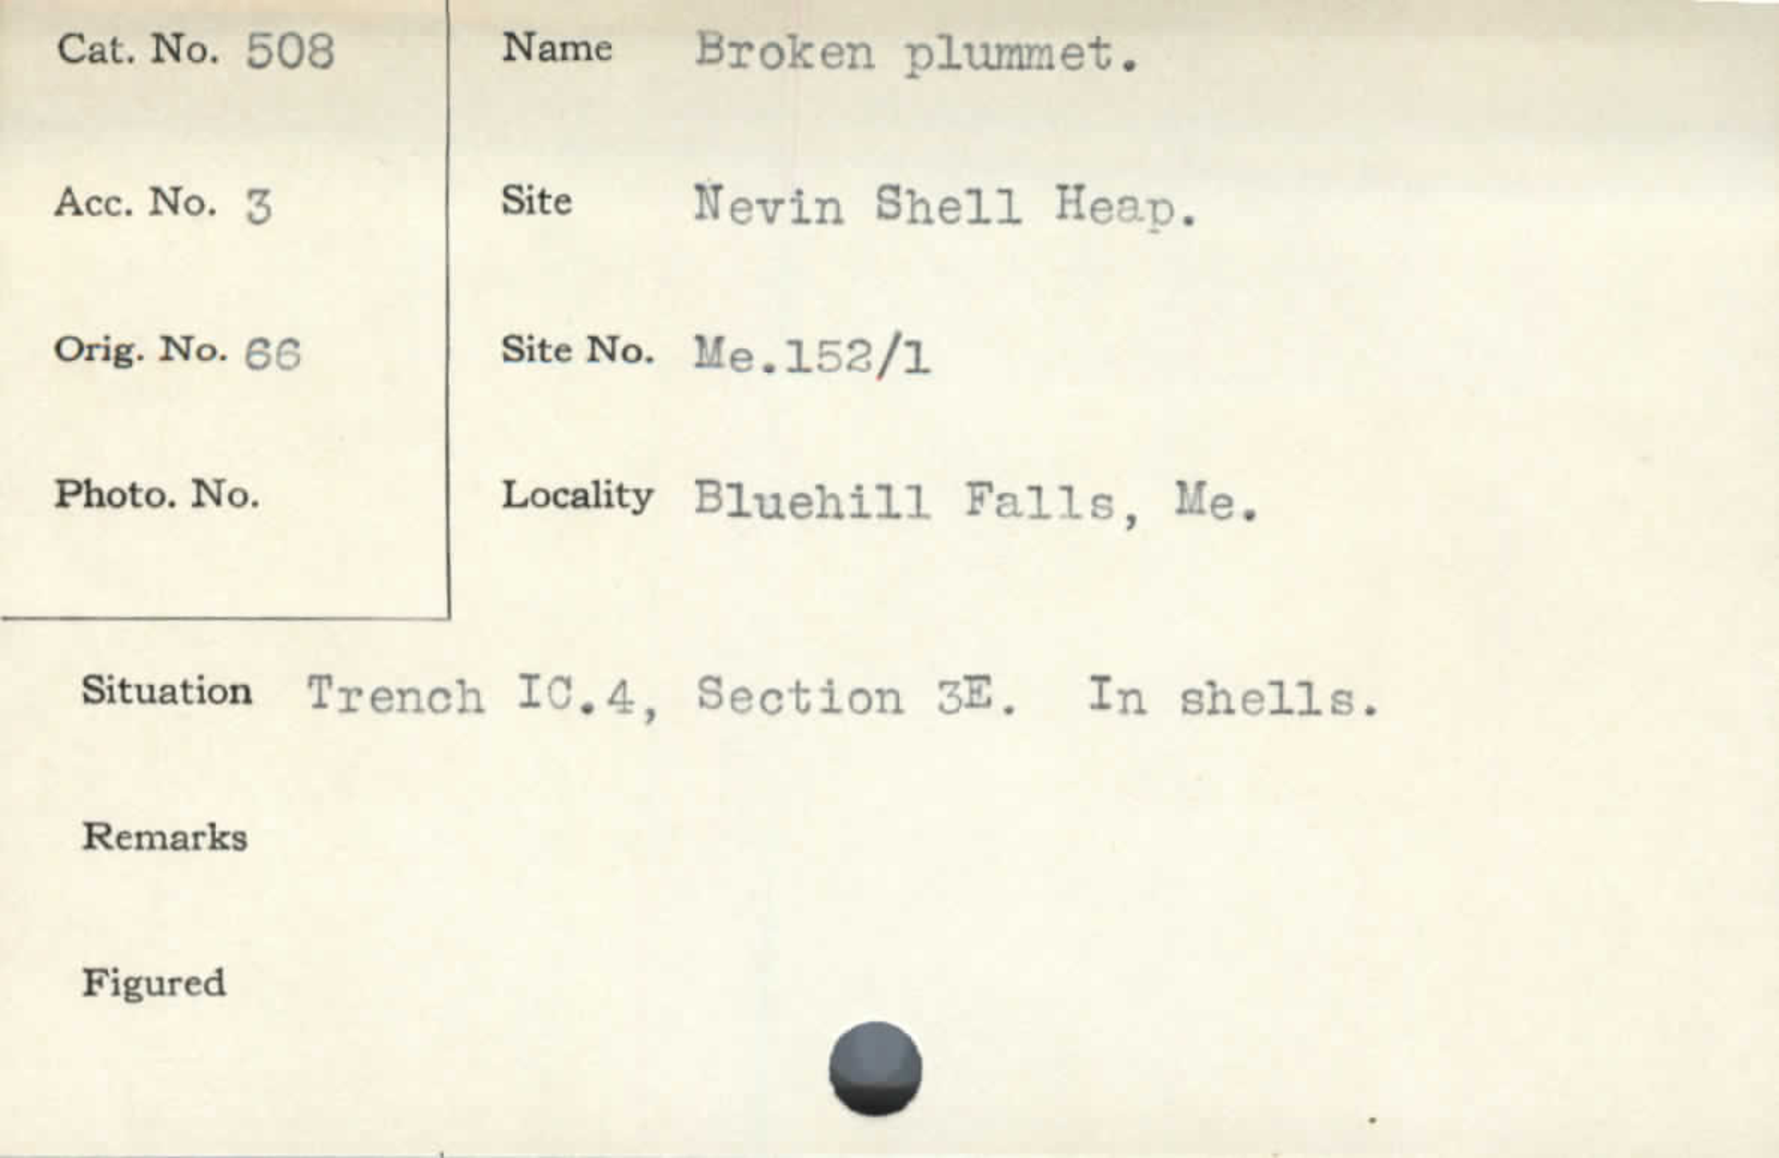 Cat. No. 508
Acc. No. 3
Orig. No. 66
Photo. No.
Name Broken plummet.
Site Nevin Shell Heap.
Site No. Me.152/1
Locality Bluehill Falls, Me.
Situation Trench IC.4, Section 3E. In shells.
Remarks
Figured